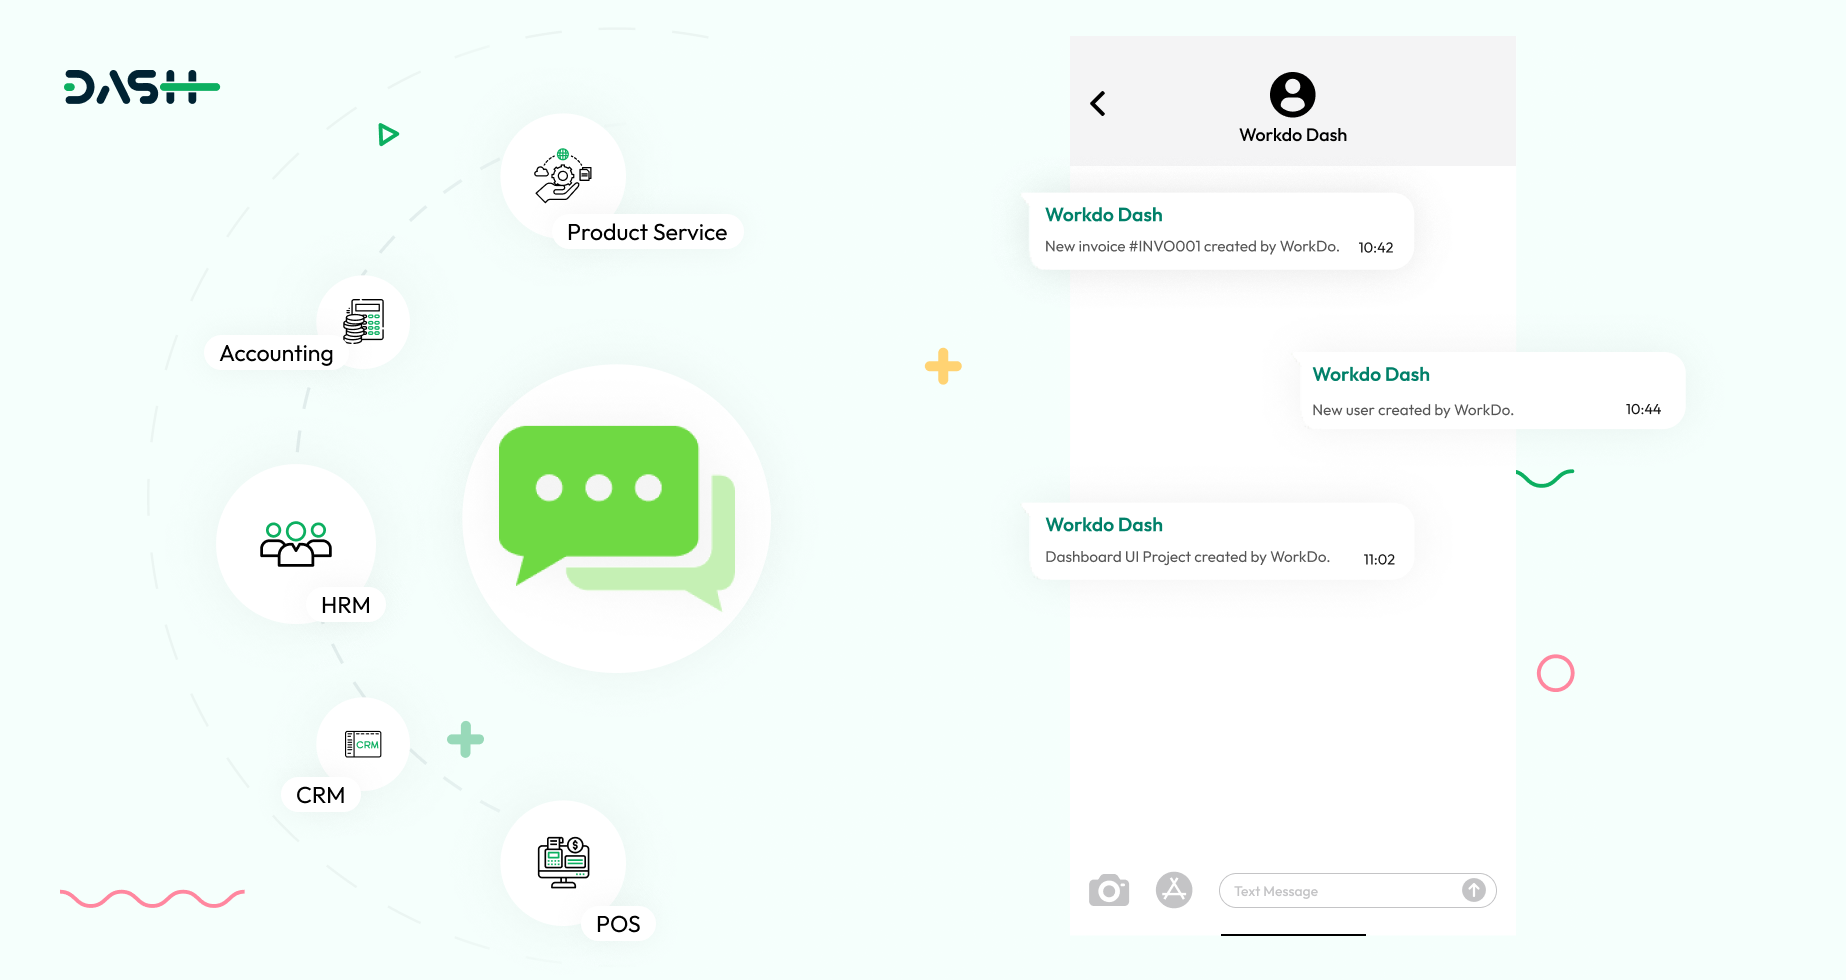 DASH
Product Service
Accounting
HRM
CRM
CRM
POS
Workdo Dash
Workdo Dash
New invoice #INVO001 created by WorkDo. 10:42
Workdo Dash
New user created by WorkDo. 10:44
Workdo Dash
Dashboard UI Project created by WorkDo. 11:02
Text Message